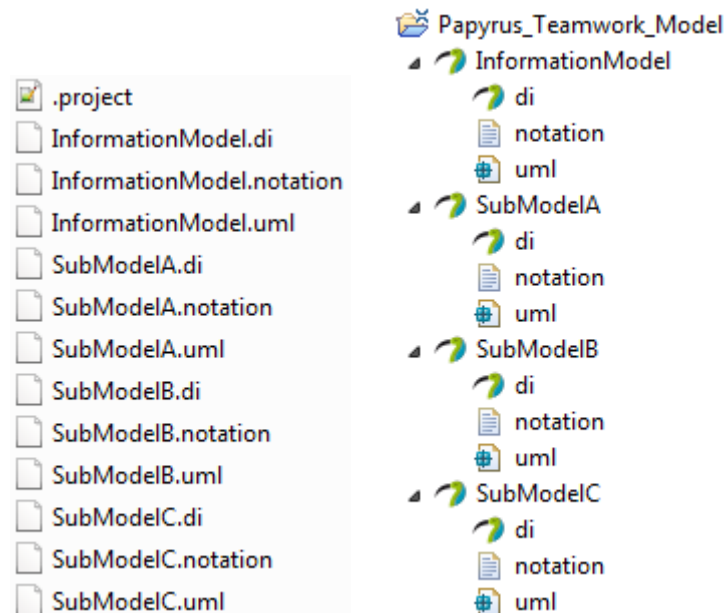 .project
InformationModel.di
InformationModel.notation
InformationModel.uml
SubModelA.di
SubModelA.notation
SubModelA.uml
SubModelB.di
SubModelB.notation
SubModelB.uml
SubModelC.di
SubModelC.notation
SubModelC.uml
Papyrus_Teamwork_Model
InformationModel
di
notation
uml
SubModelA
di
notation
uml
SubModelB
di
notation
uml
SubModelC
di
notation
uml